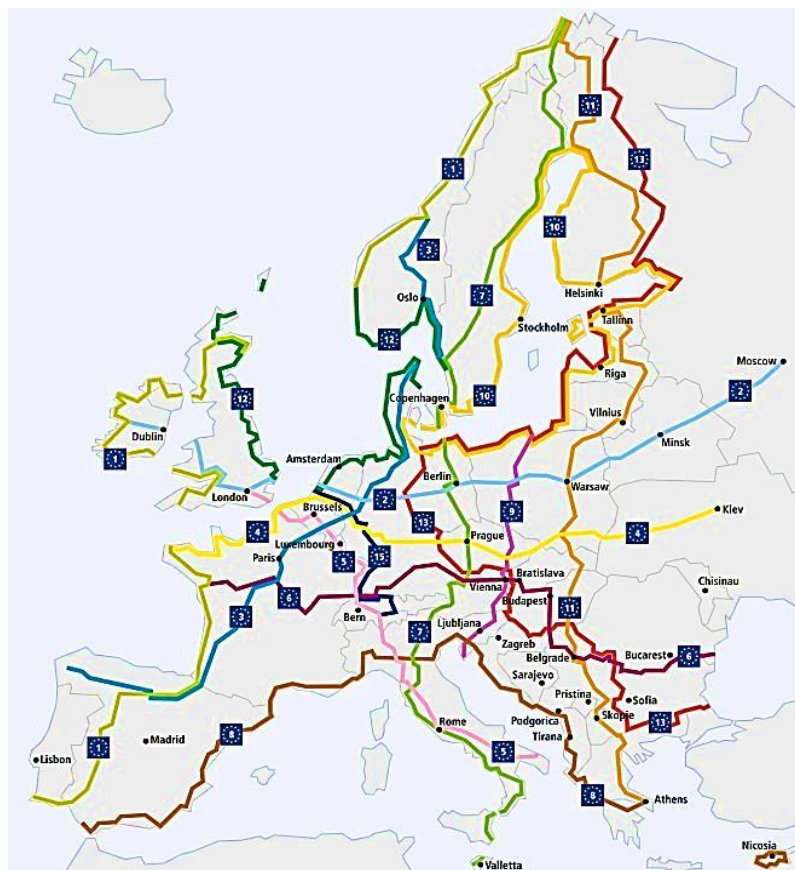 11
1
13
3
10
Oslo
7
Helsinki
12
Stockholm
Tallinn
Moscow
2
Riga
12
10
Copenhagen
Vilnius
Dublin
Minsk
1
Amsterdam
Berlin
London
2
Warsaw
Brussels
9
Kiev
4
13
4
Prague
Luxembourg
Paris
5
15
Bratislava
Chisinau
Vienna
6
Budapest
3
Bern
11
7
Ljubljana
Zagreb
Belgrade
Bucarest
6
Sarajevo
Pristina
Sofia
Rome
Podgorica
Skopje
13
8
1
Madrid
Tirana
5
Lisbon
8
Athens
Nicosia
Valletta